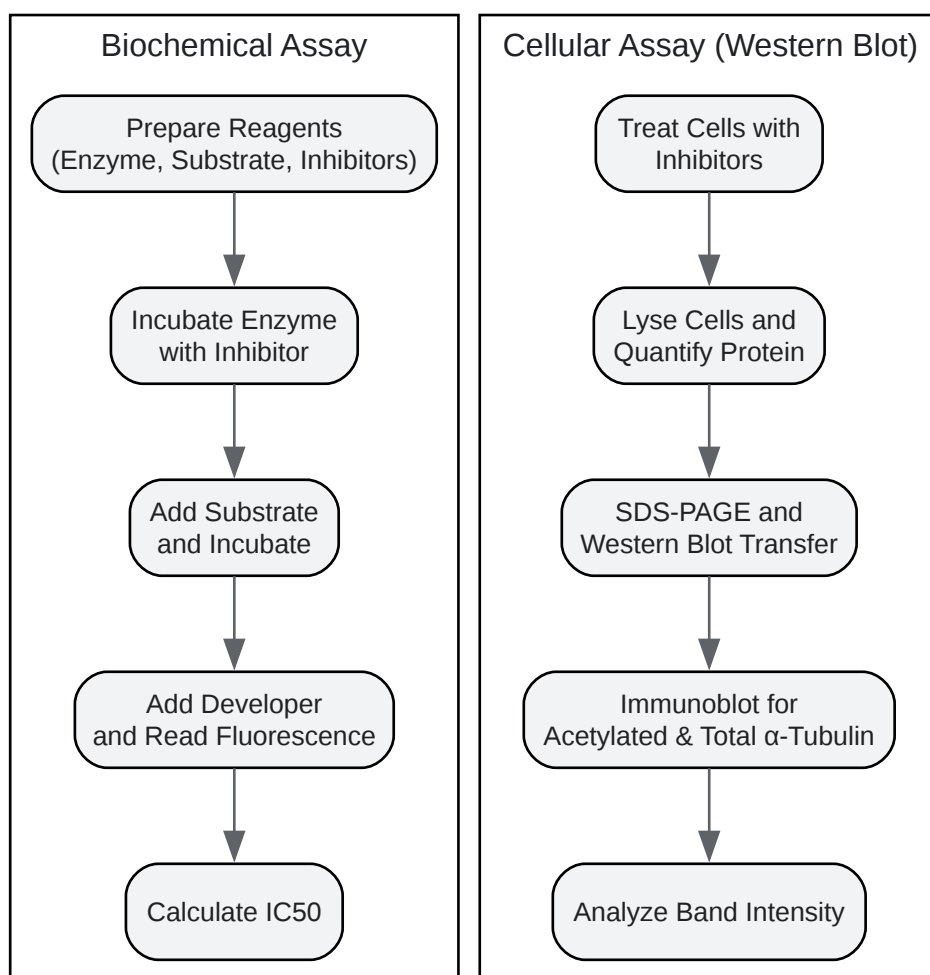 Biochemical Assay
Prepare Reagents
(Enzyme, Substrate, Inhibitors)
Incubate Enzyme
with Inhibitor
Add Substrate
and Incubate
Add Developer
and Read Fluorescence
Calculate IC50
Cellular Assay (Western Blot)
Treat Cells with
Inhibitors
Lyse Cells and
Quantify Protein
SDS-PAGE and
Western Blot Transfer
Immunoblot for
Acetylated & Total α-Tubulin
Analyze Band Intensity